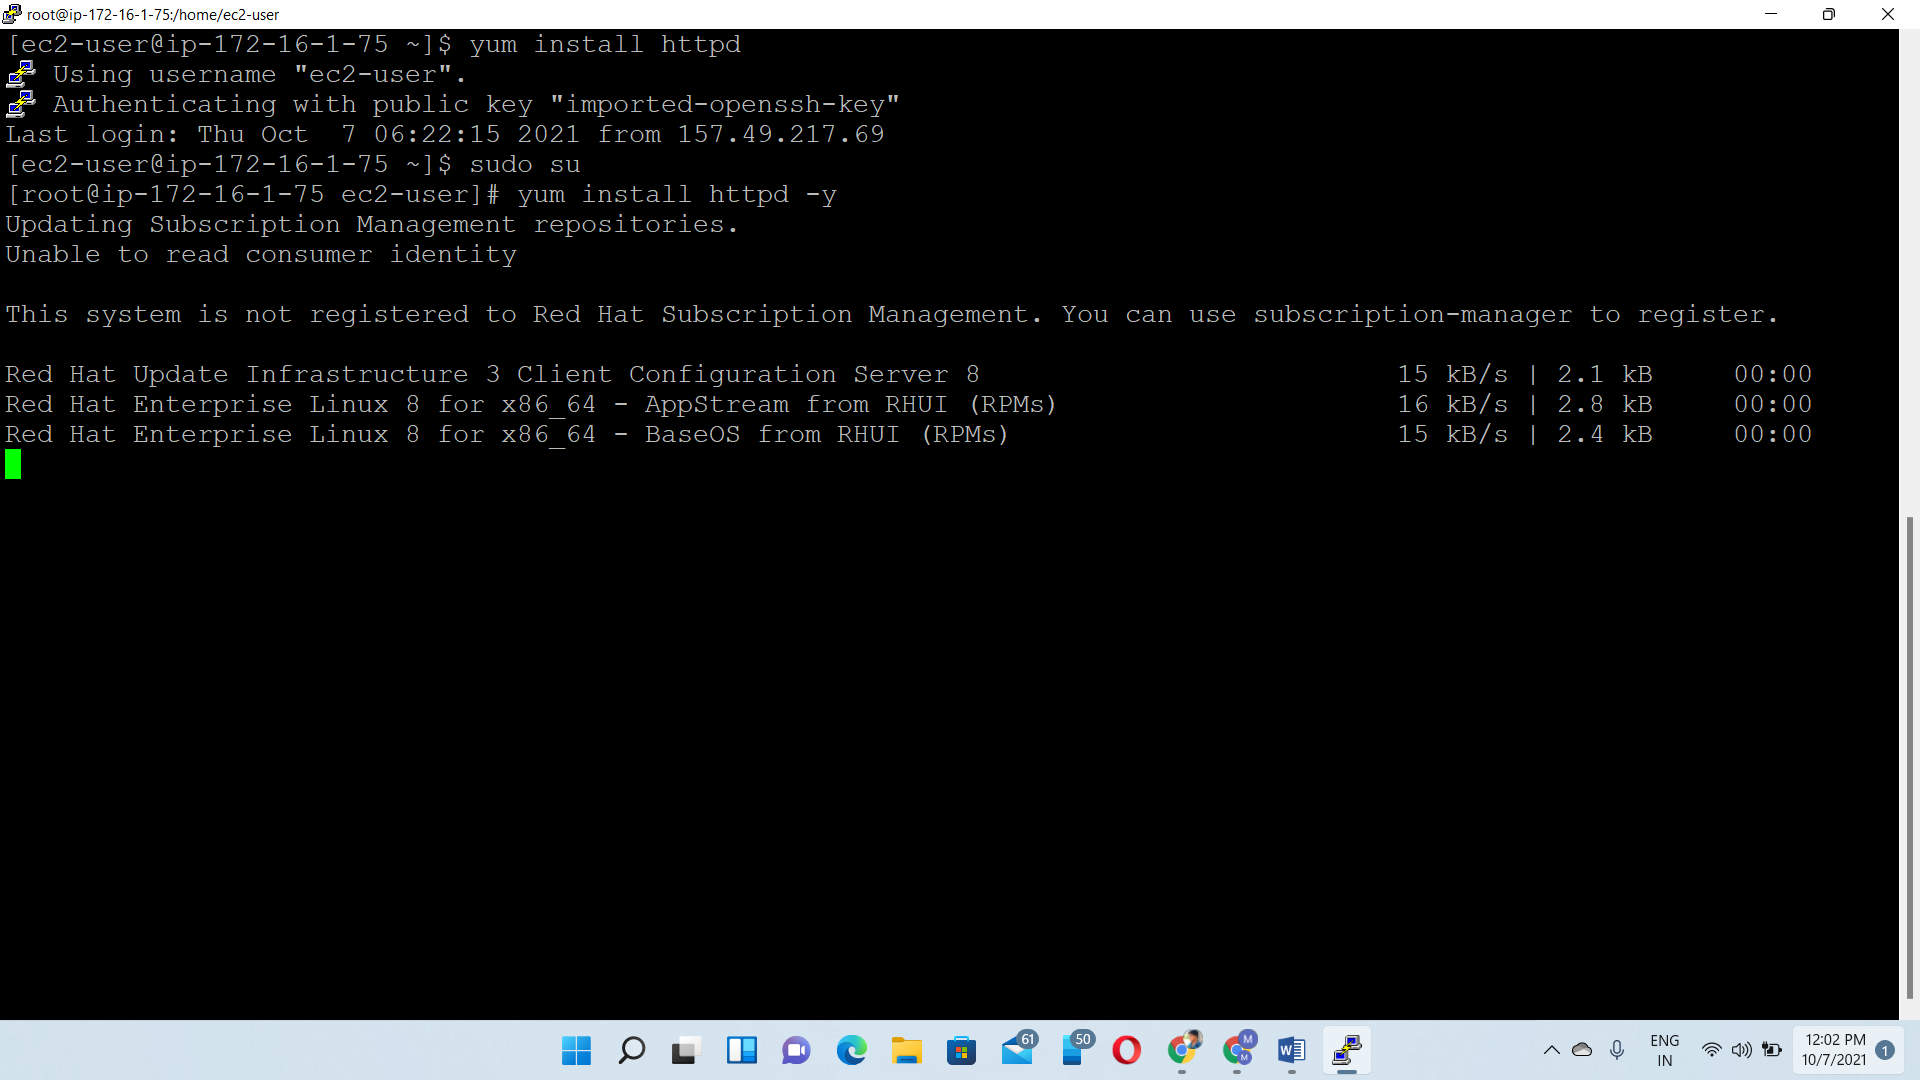 root@ip-172-16-1-75:/home/ec2-user
[ec2-user@ip-172-16-1-75 ~]$ yum install httpd
Using username "ec2-user".
Authenticating with public key "imported-openssh-key"
Last login: Thu Oct  7 06:22:15 2021 from 157.49.217.69
[ec2-user@ip-172-16-1-75 ~]$ sudo su
[root@ip-172-16-1-75 ec2-user]# yum install httpd -y
Updating Subscription Management repositories.
Unable to read consumer identity
This system is not registered to Red Hat Subscription Management. You can use subscription-manager to register.
Red Hat Update Infrastructure 3 Client Configuration Server 8 15 kB/s | 2.1 kB 00:00
Red Hat Enterprise Linux 8 for x86_64 - AppStream from RHUI (RPMs) 16 kB/s | 2.8 kB 00:00
Red Hat Enterprise Linux 8 for x86_64 - BaseOS from RHUI (RPMs) 15 kB/s | 2.4 kB 00:00
61 50 M M W
ENG
IN
12:02 PM
10/7/2021
1